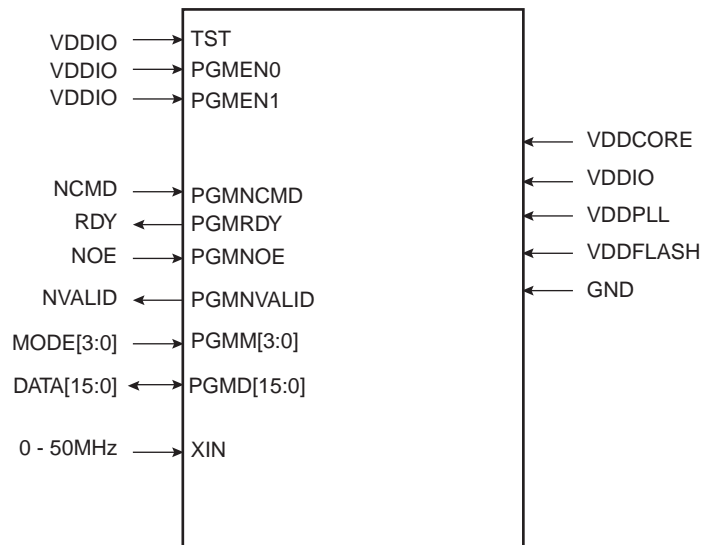 VDDIO TST
VDDIO PGMEN0
VDDIO PGMEN1
VDDCORE
VDDIO
NCMD PGMNCMD
VDDPLL
RDY PGMRDY
VDDFLASH
NOE PGMNOE
GND
NVALID PGMNVALID
MODE[3:0] PGMM[3:0]
DATA[15:0] PGMD[15:0]
0 - 50MHz XIN